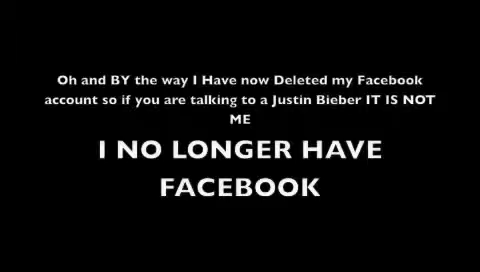 Oh and BY the way I Have now Deleted my Facebook
account so if you are talking to a Justin Bieber IT IS NOT
ME
I NO LONGER HAVE
FACEBOOK